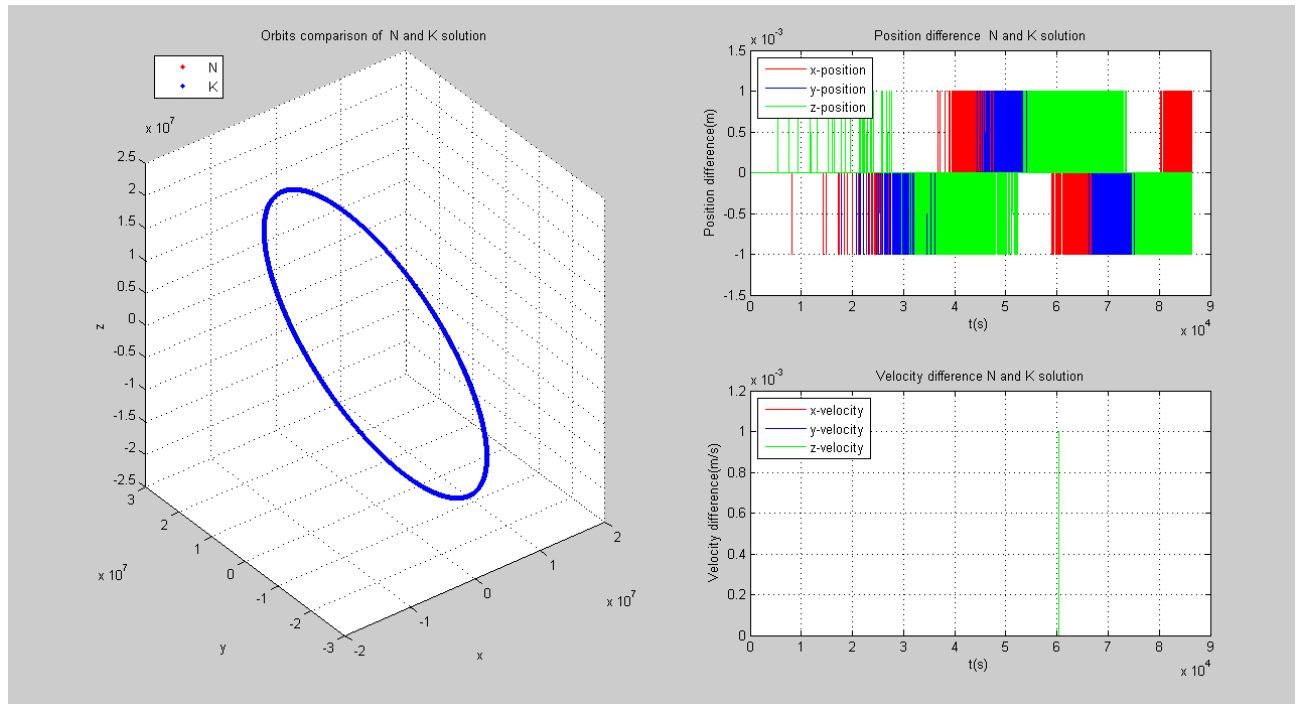 Orbits comparison of N and K solution
N
K
x 10^7
2.5
2
1.5
1
0.5
0
-0.5
-1
-1.5
-2
-2.5
z
3
2
1
0
-1
-2
-3
x 10^7
y
-2
-1
0
1
2
x 10^7
x
Position difference N and K solution
x 10^-3
1.5
1
0.5
0
-0.5
-1
-1.5
Position difference(m)
x-position
y-position
z-position
0 1 2 3 4 5 6 7 8 9
x 10^4
t(s)
Velocity difference N and K solution
x 10^-3
1.2
1
0.8
0.6
0.4
0.2
0
Velocity difference(m/s)
x-velocity
y-velocity
z-velocity
0 1 2 3 4 5 6 7 8 9
x 10^4
t(s)